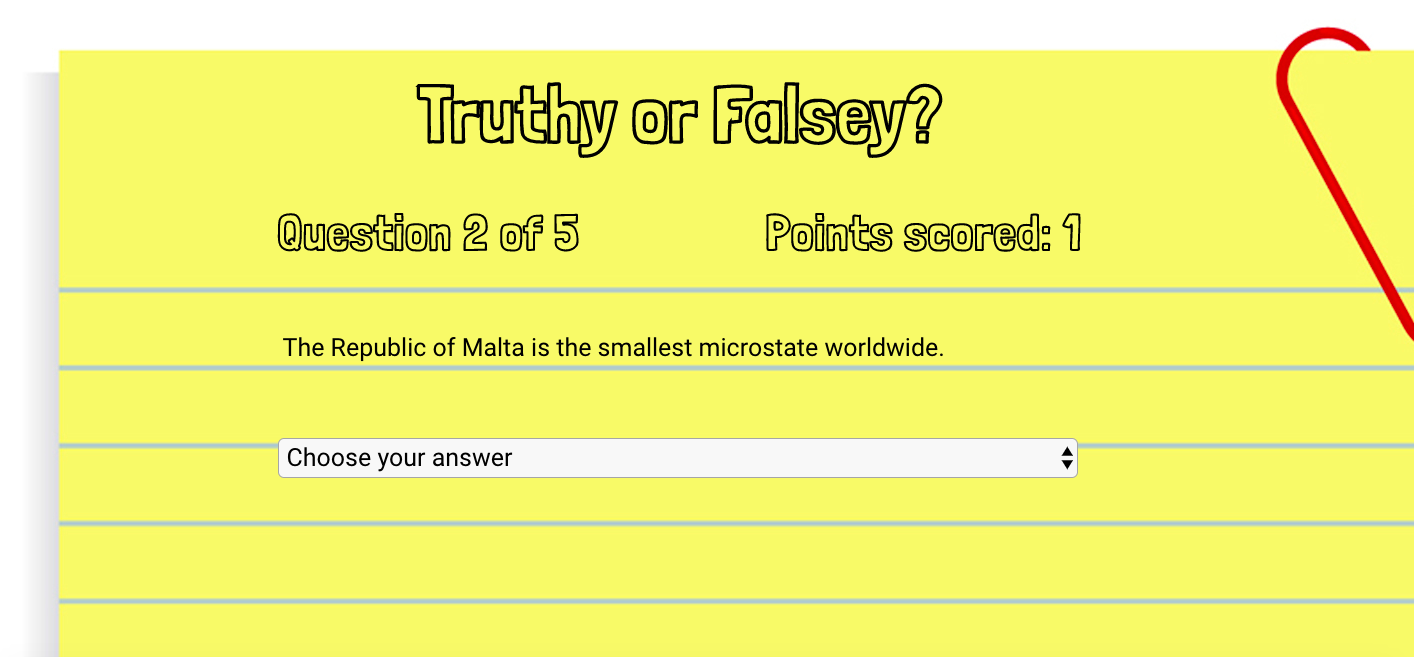 Truthy or Falsey?
Question 2 of 5
Points scored: 1
The Republic of Malta is the smallest microstate worldwide.
Choose your answer